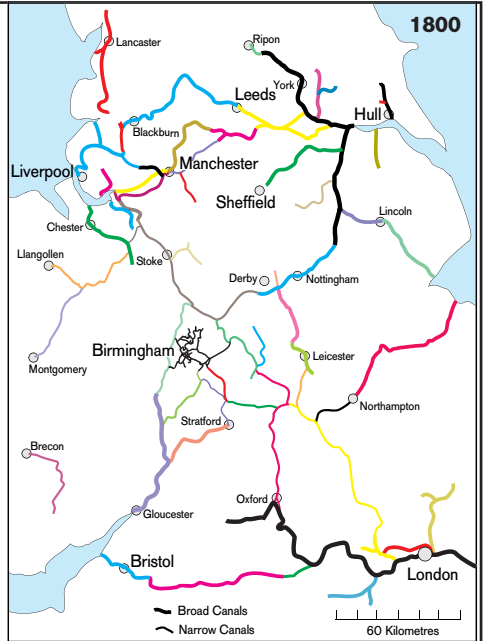 1800
Lancaster
Ripon
York
Leeds
Hull
Blackburn
Manchester
Liverpool
Sheffield
Chester
Lincoln
Llangollen
Stoke
Derby
Nottingham
Birmingham
Leicester
Montgomery
Northampton
Stratford
Brecon
Oxford
Gloucester
Bristol
London
Broad Canals
Narrow Canals
60 Kilometres